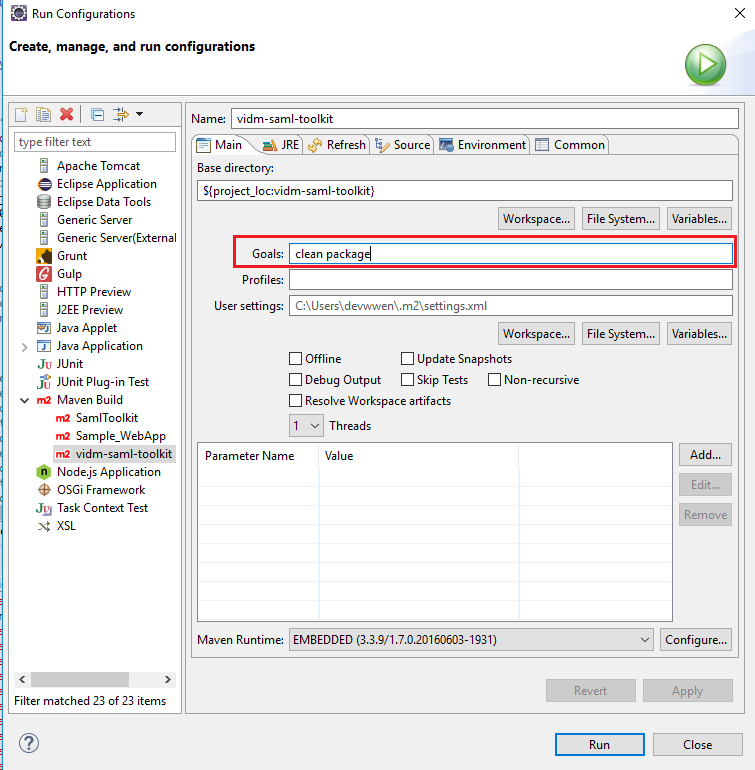 Run Configurations
Create, manage, and run configurations
type filter text
Apache Tomcat
Eclipse Application
Eclipse Data Tools
Generic Server
Generic Server(External
Grunt
Gulp
HTTP Preview
J2EE Preview
Java Applet
Java Application
JUnit
JUnit Plug-in Test
Maven Build
SamlToolkit
Sample_WebApp
vidm-saml-toolkit
Node.js Application
OSGi Framework
Task Context Test
XSL
Filter matched 23 of 23 items
Name: vidm-saml-toolkit
Main JRE Refresh Source Environment Common
Base directory:
${project_loc:vidm-saml-toolkit}
Workspace... File System... Variables...
Goals: clean package
Profiles:
User settings: C:\Users\devwwen\.m2\settings.xml
Workspace... File System... Variables...
Offline Update Snapshots
Debug Output Skip Tests Non-recursive
Resolve Workspace artifacts
1 Threads
Parameter Name Value
Add...
Edit...
Remove
Maven Runtime: EMBEDDED (3.3.9/1.7.0.20160603-1931) Configure...
Revert Apply
Run Close